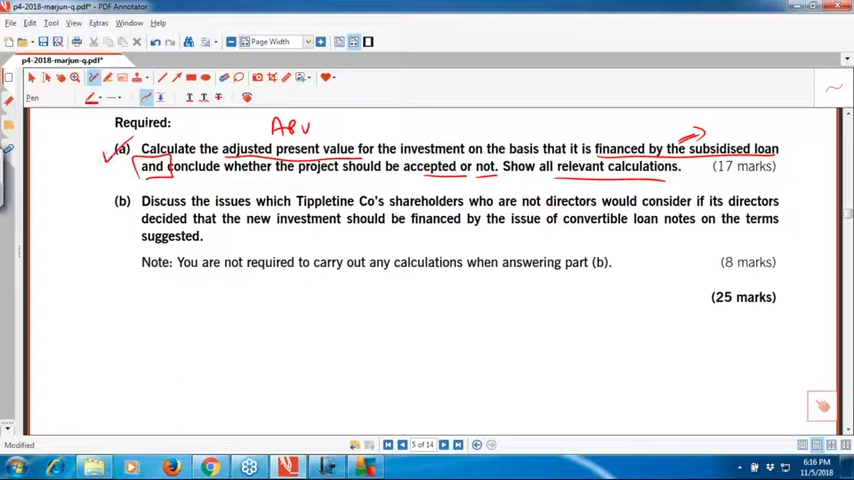 p4-2018-marjun-q.pdf* - PDF Annotator
File Edit Tool View Extras Window Help
Page Width
p4-2018-marjun-q.pdf*
Pen
Required:
APV
(a) Calculate the adjusted present value for the investment on the basis that it is financed by the subsidised loan
and conclude whether the project should be accepted or not. Show all relevant calculations. (17 marks)
(b) Discuss the issues which Tippletine Co's shareholders who are not directors would consider if its directors
decided that the new investment should be financed by the issue of convertible loan notes on the terms
suggested.
Note: You are not required to carry out any calculations when answering part (b). (8 marks)
(25 marks)
Modified
5 of 14
6:16 PM
11/5/2018